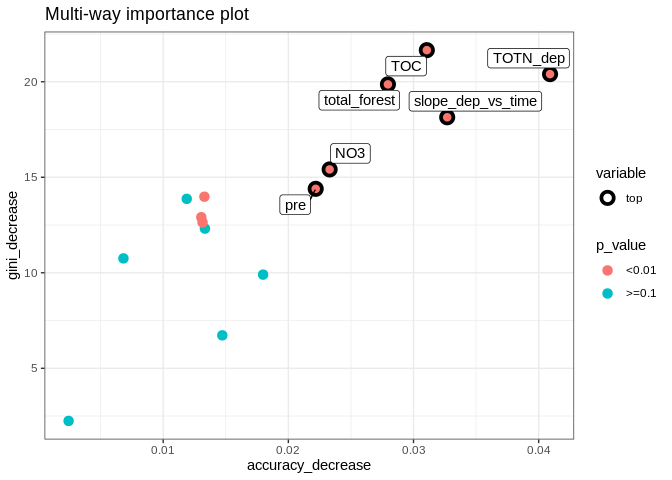 Multi-way importance plot
TOTN_dep
TOC
total_forest
slope_dep_vs_time
NO3
pre
20
15
10
5
gini_decrease
0.01
0.02
0.03
0.04
accuracy_decrease
variable
top
p_value
<0.01
>=0.1